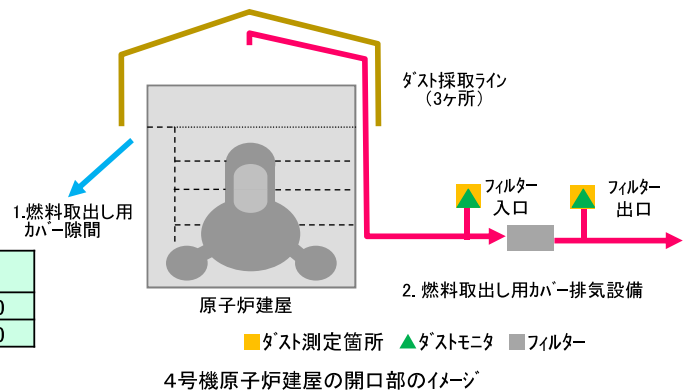 ダスト採取ライン
(3ヶ所)
1.燃料取出し用
カバー隙間
フィルター
入口
フィルター
出口
0
0
原子炉建屋
2. 燃料取出し用カバー排気設備
ダスト測定箇所 ダストモニタ フィルター
4号機原子炉建屋の開口部のイメージ